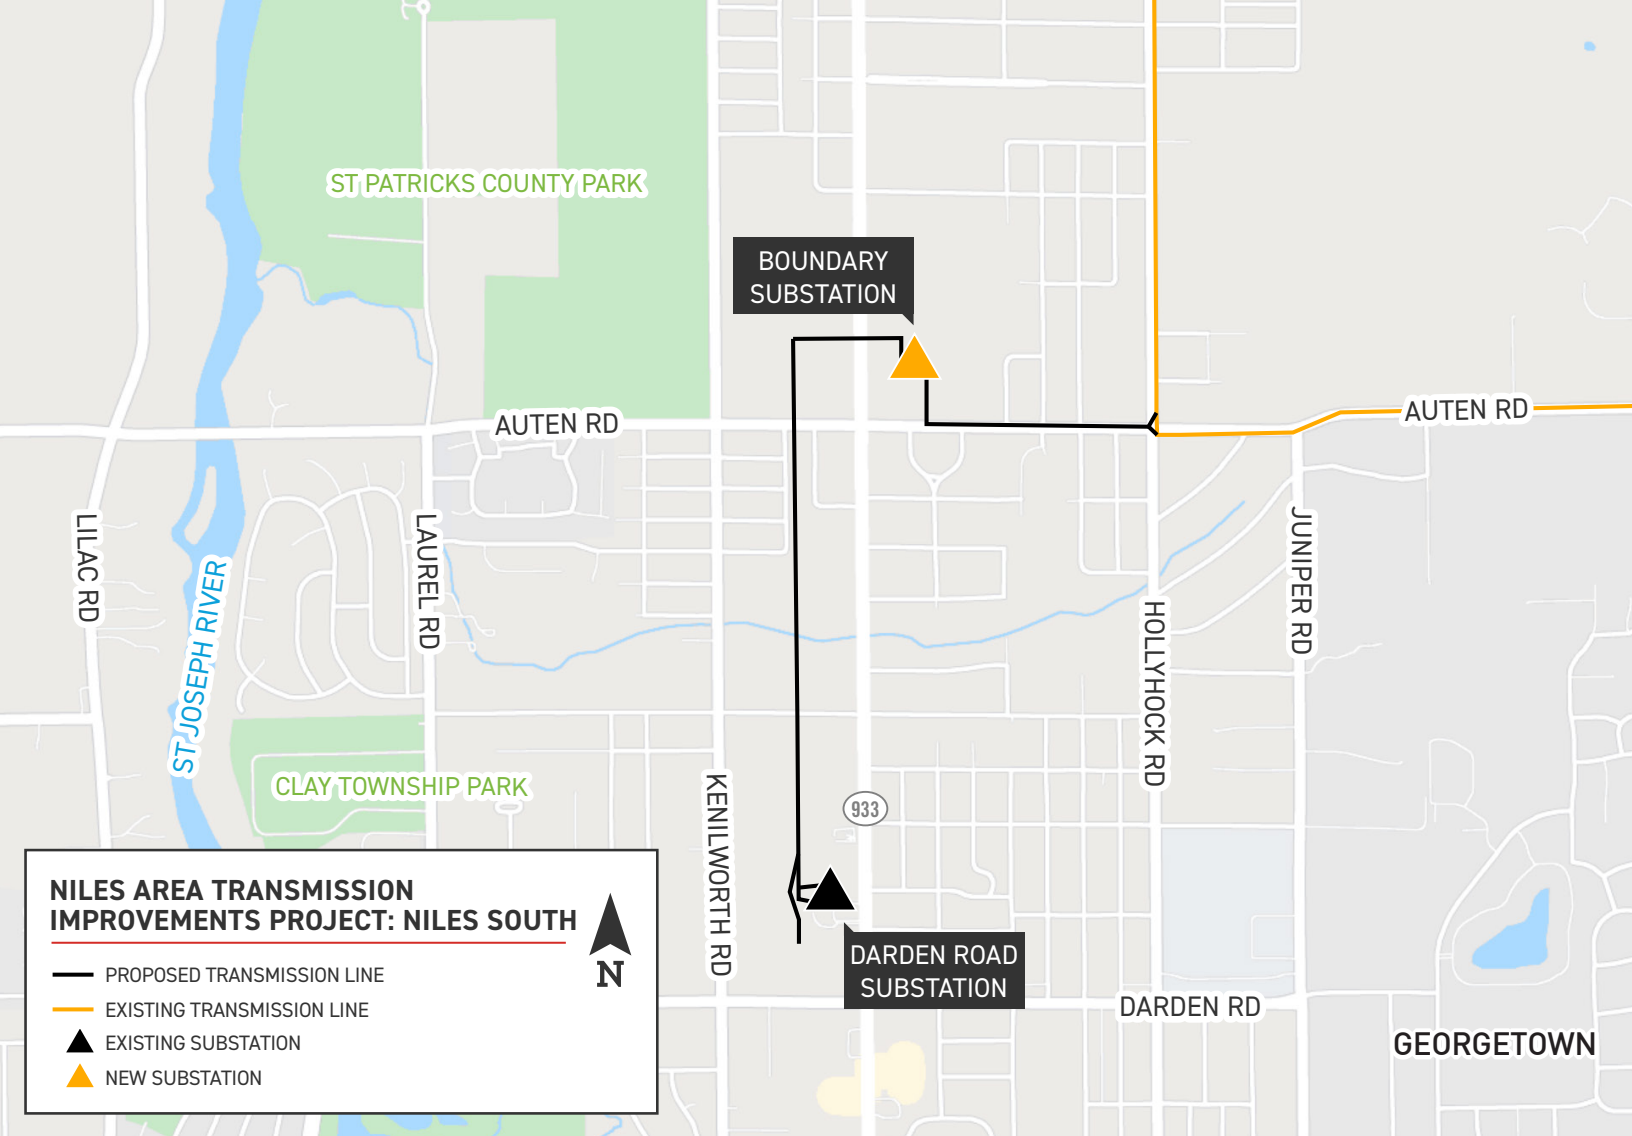 ST PATRICKS COUNTY PARK
BOUNDARY
SUBSTATION
AUTEN RD
AUTEN RD
LILAC RD
LAUREL RD
ST JOSEPH RIVER
JUNIPER RD
HOLLYHOCK RD
CLAY TOWNSHIP PARK
KENILWORTH RD
933
DARDEN ROAD
SUBSTATION
DARDEN RD
GEORGETOWN
NILES AREA TRANSMISSION
IMPROVEMENTS PROJECT: NILES SOUTH
N
PROPOSED TRANSMISSION LINE
EXISTING TRANSMISSION LINE
EXISTING SUBSTATION
NEW SUBSTATION